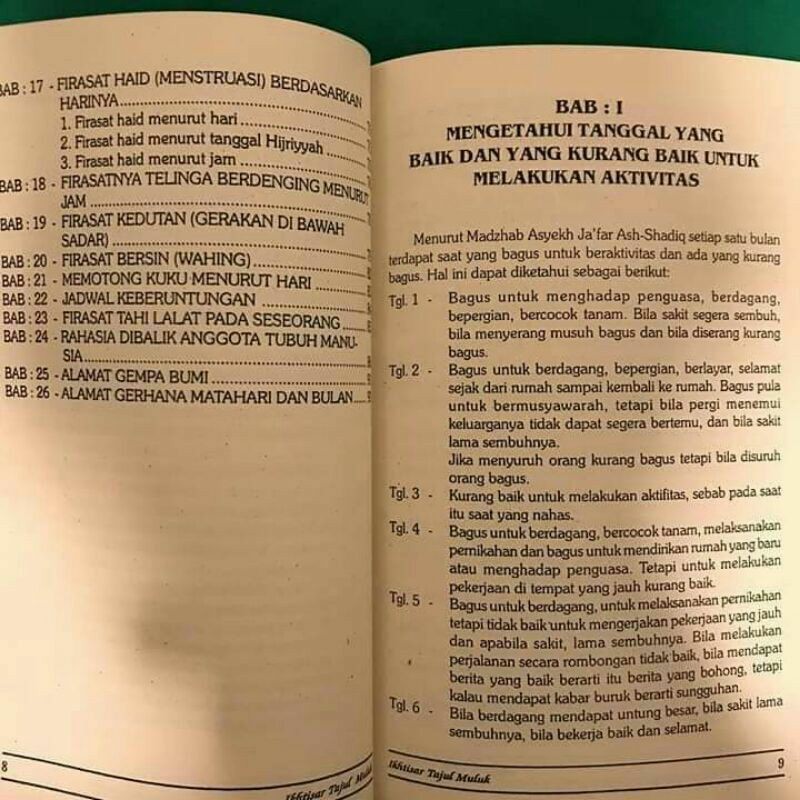 BAB : 17 - FIRASAT HAID (MENSTRUASI) BERDASARKAN
HARINYA
1. Firasat haid menurut hari
2. Firasat haid menurut tanggal Hijriyyah
3. Firasat haid menurut jam
BAB : 18 - FIRASATNYA TELINGA BERDENGING MENURUT
JAM
BAB : 19 - FIRASAT KEDUTAN (GERAKAN DI BAWAH
SADAR)
BAB : 20 - FIRASAT BERSIN (WAHING)
BAB : 21 - MEMOTONG KUKU MENURUT HARI
BAB : 22 - JADWAL KEBERUNTUNGAN
BAB : 23 - FIRASAT TAHI LALAT PADA SESEORANG
BAB : 24 - RAHASIA DIBALIK ANGGOTA TUBUH MANU-
SIA
BAB : 25 - ALAMAT GEMPA BUMI
BAB : 26 - ALAMAT GERHANA MATAHARI DAN BULAN
8
Ikhtisar Tajul Muluk
BAB : I
MENGETAHUI TANGGAL YANG
BAIK DAN YANG KURANG BAIK UNTUK
MELAKUKAN AKTIVITAS
Menurut Madzhab Asyekh Ja'far Ash-Shadiq setiap satu bulan
terdapat saat yang bagus untuk beraktivitas dan ada yang kurang
bagus. Hal ini dapat diketahui sebagai berikut:
Tgl. 1 - Bagus untuk menghadap penguasa, berdagang,
bepergian, bercocok tanam. Bila sakit segera sembuh,
bila menyerang musuh bagus dan bila diserang kurang
bagus.
Tgl. 2 - Bagus untuk berdagang, bepergian, berlayar, selamat
sejak dari rumah sampai kembali ke rumah. Bagus pula
untuk bermusyawarah, tetapi bila pergi menemui
keluarganya tidak dapat segera bertemu, dan bila sakit
lama sembuhnya.
Jika menyuruh orang kurang bagus tetapi bila disuruh
orang bagus.
Tgl. 3 - Kurang baik untuk melakukan aktifitas, sebab pada saat
itu saat yang nahas.
Tgl. 4 - Bagus untuk berdagang, bercocok tanam, melaksanakan
pernikahan dan bagus untuk mendirikan rumah yang baru
atau menghadap penguasa. Tetapi untuk melakukan
pekerjaan di tempat yang jauh kurang baik.
Tgl. 5 - Bagus untuk berdagang, untuk melaksanakan pernikahan
tetapi tidak baik untuk mengerjakan pekerjaan yang jauh
dan apabila sakit, lama sembuhnya. Bila melakukan
perjalanan secara rombongan tidak baik, bila mendapat
berita yang baik berarti itu berita yang bohong, tetapi
kalau mendapat kabar buruk berarti sungguhan.
Tgl. 6 - Bila berdagang mendapat untung besar, bila sakit lama
sembuhnya, bila bekerja baik dan selamat.
Ikhtisar Tajul Muluk
9